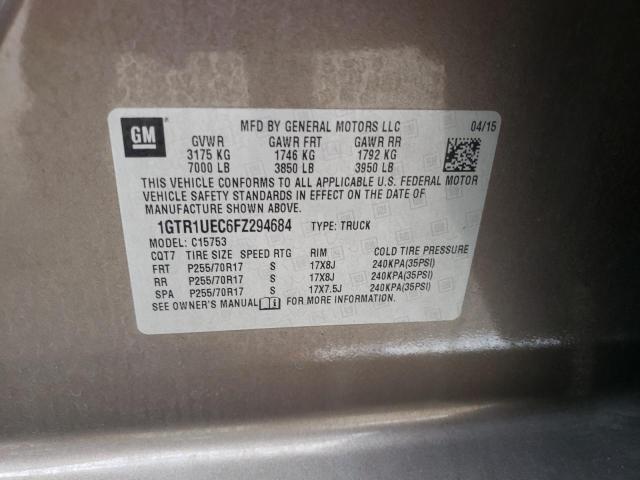 GM
MFD BY GENERAL MOTORS LLC 04/15
GVWR GAWR FRT GAWR RR
3175 KG 1746 KG 1792 KG
7000 LB 3850 LB 3950 LB
THIS VEHICLE CONFORMS TO ALL APPLICABLE U.S. FEDERAL MOTOR
VEHICLE SAFETY STANDARDS IN EFFECT ON THE DATE OF
MANUFACTURE SHOWN ABOVE.
1GTR1UEC6FZ294684 TYPE: TRUCK
MODEL: C15753
CQT7 TIRE SIZE SPEED RTG RIM COLD TIRE PRESSURE
FRT P255/70R17 S 17X8J 240KPA(35PSI)
RR P255/70R17 S 17X8J 240KPA(35PSI)
SPA P255/70R17 S 17X7.5J 240KPA(35PSI)
SEE OWNER'S MANUAL FOR MORE INFORMATION.